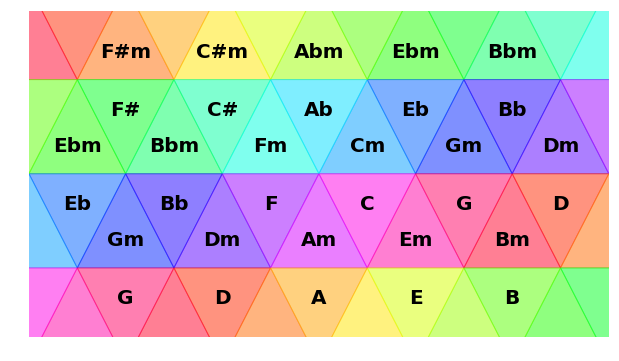 F#m C#m Abm Ebm Bbm
F# C# Ab Eb Bb
Ebm Bbm Fm Cm Gm Dm
Eb Bb F C G D
Gm Dm Am Em Bm
G D A E B